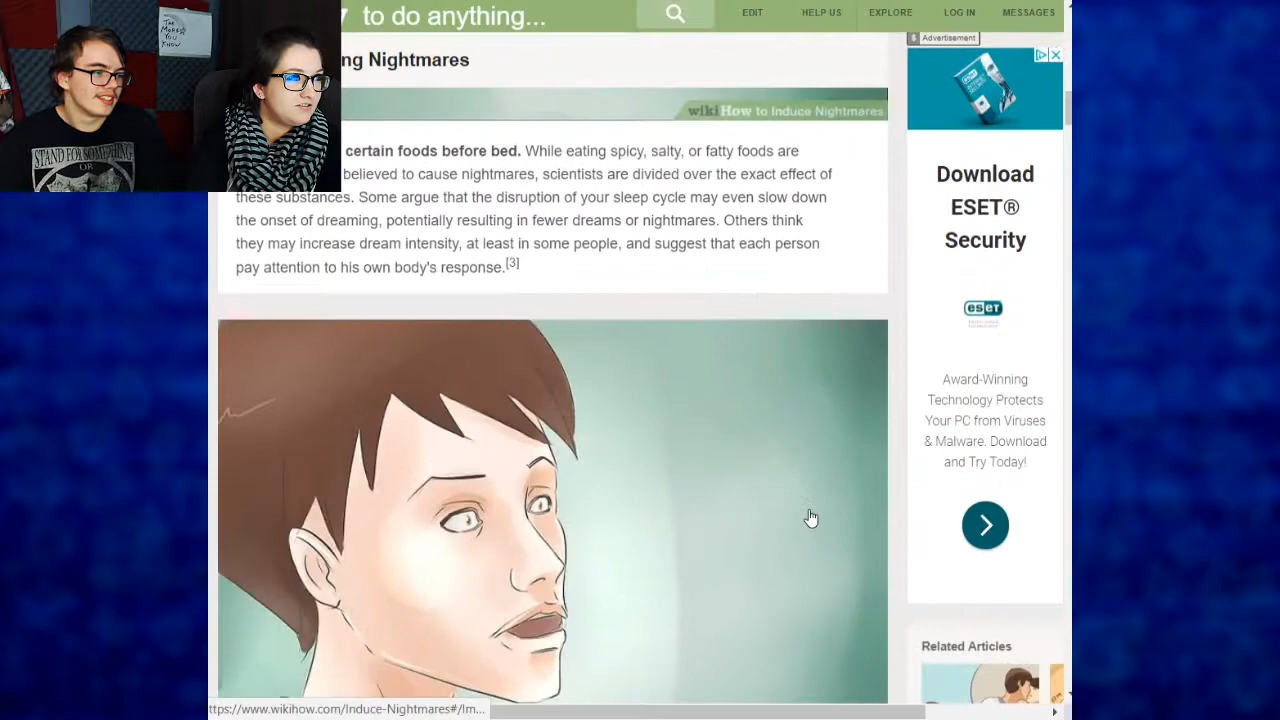 to do anything...
EDIT
HELP US
EXPLORE
LOG IN
MESSAGES
THE
MORE
YOU
KNOW
STAND FOR SOMETHING
OR
ng Nightmares
Advertisement
wikiHow to Induce Nightmares
certain foods before bed. While eating spicy, salty, or fatty foods are
believed to cause nightmares, scientists are divided over the exact effect of
these substances. Some argue that the disruption of your sleep cycle may even slow down
the onset of dreaming, potentially resulting in fewer dreams or nightmares. Others think
they may increase dream intensity, at least in some people, and suggest that each person
pay attention to his own body's response.[3]
Download
ESET®
Security
eset
Award-Winning
Technology Protects
Your PC from Viruses
& Malware. Download
and Try Today!
Related Articles
ttps://www.wikihow.com/Induce-Nightmares#/Im...